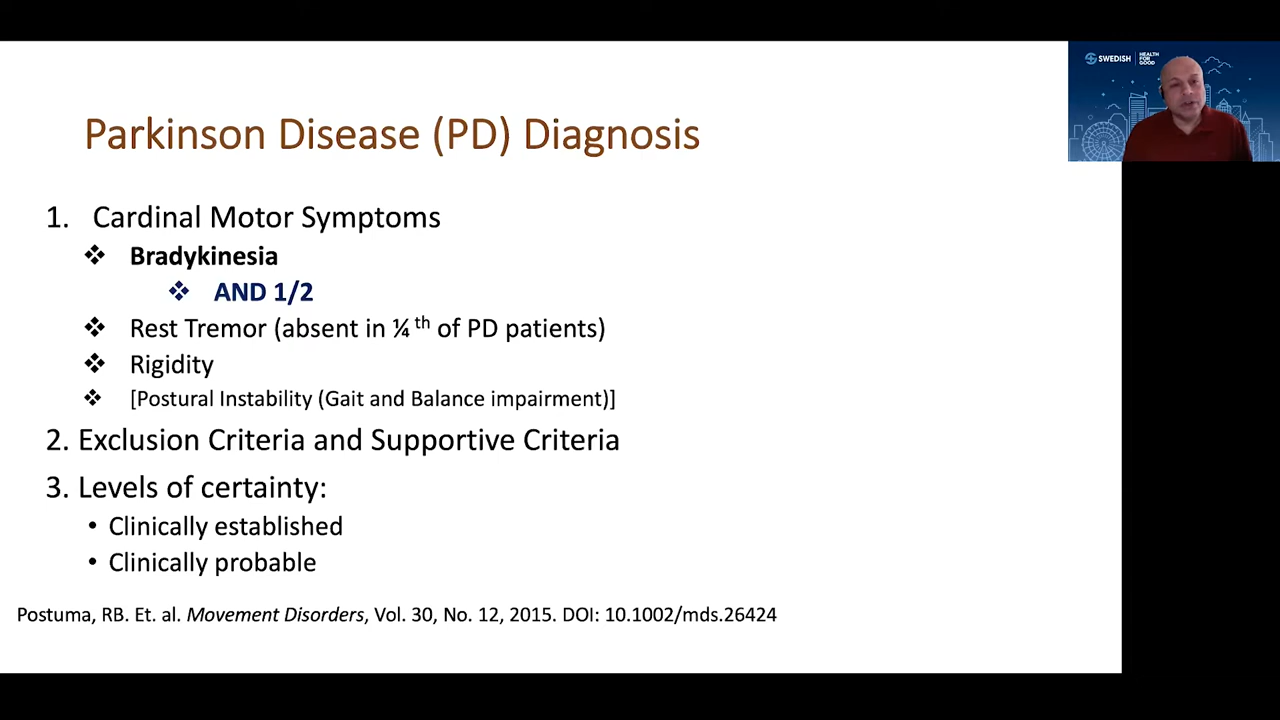 SWEDISH
HEALTH
FOR
GOOD
Parkinson Disease (PD) Diagnosis
1. Cardinal Motor Symptoms
❖ Bradykinesia
❖ AND 1/2
❖ Rest Tremor (absent in ¼ th of PD patients)
❖ Rigidity
❖ [Postural Instability (Gait and Balance impairment)]
2. Exclusion Criteria and Supportive Criteria
3. Levels of certainty:
• Clinically established
• Clinically probable
Postuma, RB. Et. al. Movement Disorders, Vol. 30, No. 12, 2015. DOI: 10.1002/mds.26424